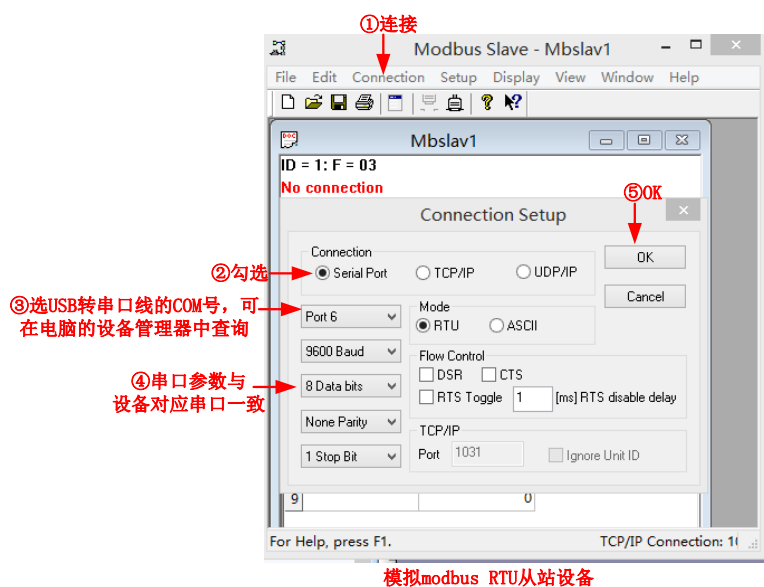 ①连接
Modbus Slave - Mbslav1
File Edit Connection Setup Display View Window Help
Mbslav1
ID = 1: F = 03
No connection
⑤OK
Connection Setup
Connection
②勾选
Serial Port
TCP/IP
UDP/IP
OK
Cancel
③选USB转串口线的COM号，可
在电脑的设备管理器中查询
Port 6
Mode
RTU
ASCII
9600 Baud
Flow Control
DSR
CTS
④串口参数与
设备对应串口一致
8 Data bits
RTS Toggle
1
[ms] RTS disable delay
None Parity
TCP/IP
1 Stop Bit
Port
1031
Ignore Unit ID
9
0
For Help, press F1.
TCP/IP Connection:
模拟modbus RTU从站设备